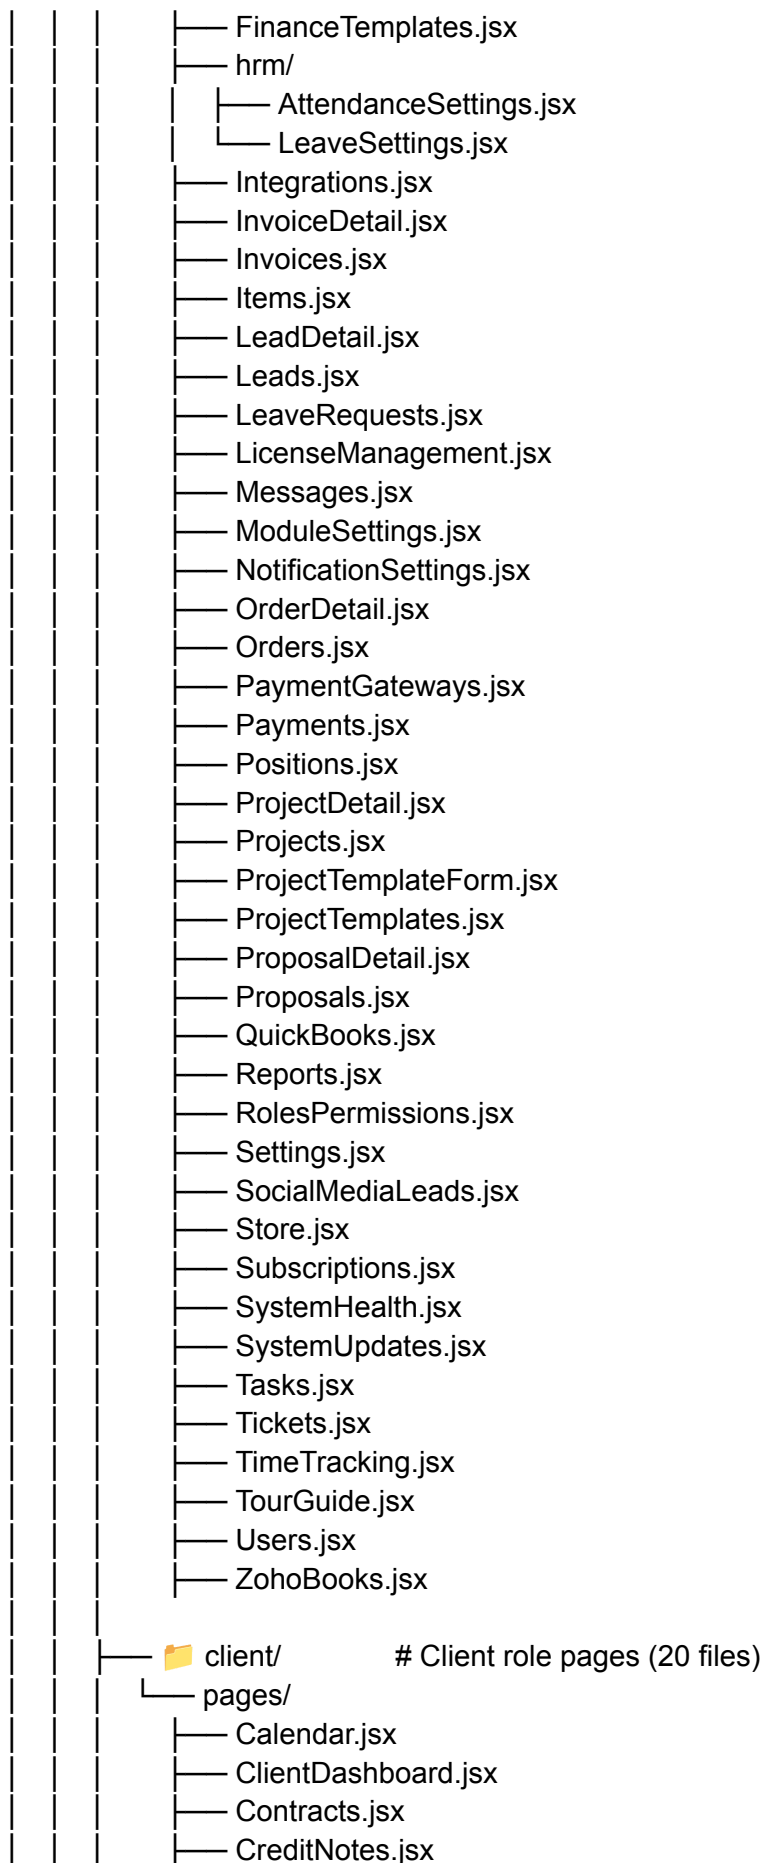 │ │ │ ├── FinanceTemplates.jsx
│ │ │ ├── hrm/
│ │ │ │ ├── AttendanceSettings.jsx
│ │ │ │ └── LeaveSettings.jsx
│ │ │ ├── Integrations.jsx
│ │ │ ├── InvoiceDetail.jsx
│ │ │ ├── Invoices.jsx
│ │ │ ├── Items.jsx
│ │ │ ├── LeadDetail.jsx
│ │ │ ├── Leads.jsx
│ │ │ ├── LeaveRequests.jsx
│ │ │ ├── LicenseManagement.jsx
│ │ │ ├── Messages.jsx
│ │ │ ├── ModuleSettings.jsx
│ │ │ ├── NotificationSettings.jsx
│ │ │ ├── OrderDetail.jsx
│ │ │ ├── Orders.jsx
│ │ │ ├── PaymentGateways.jsx
│ │ │ ├── Payments.jsx
│ │ │ ├── Positions.jsx
│ │ │ ├── ProjectDetail.jsx
│ │ │ ├── Projects.jsx
│ │ │ ├── ProjectTemplateForm.jsx
│ │ │ ├── ProjectTemplates.jsx
│ │ │ ├── ProposalDetail.jsx
│ │ │ ├── Proposals.jsx
│ │ │ ├── QuickBooks.jsx
│ │ │ ├── Reports.jsx
│ │ │ ├── RolesPermissions.jsx
│ │ │ ├── Settings.jsx
│ │ │ ├── SocialMediaLeads.jsx
│ │ │ ├── Store.jsx
│ │ │ ├── Subscriptions.jsx
│ │ │ ├── SystemHealth.jsx
│ │ │ ├── SystemUpdates.jsx
│ │ │ ├── Tasks.jsx
│ │ │ ├── Tickets.jsx
│ │ │ ├── TimeTracking.jsx
│ │ │ ├── TourGuide.jsx
│ │ │ ├── Users.jsx
│ │ │ ├── ZohoBooks.jsx
│ │ │
│ │ ├── 📁 client/ # Client role pages (20 files)
│ │ │ └── pages/
│ │ │ ├── Calendar.jsx
│ │ │ ├── ClientDashboard.jsx
│ │ │ ├── Contracts.jsx
│ │ │ ├── CreditNotes.jsx